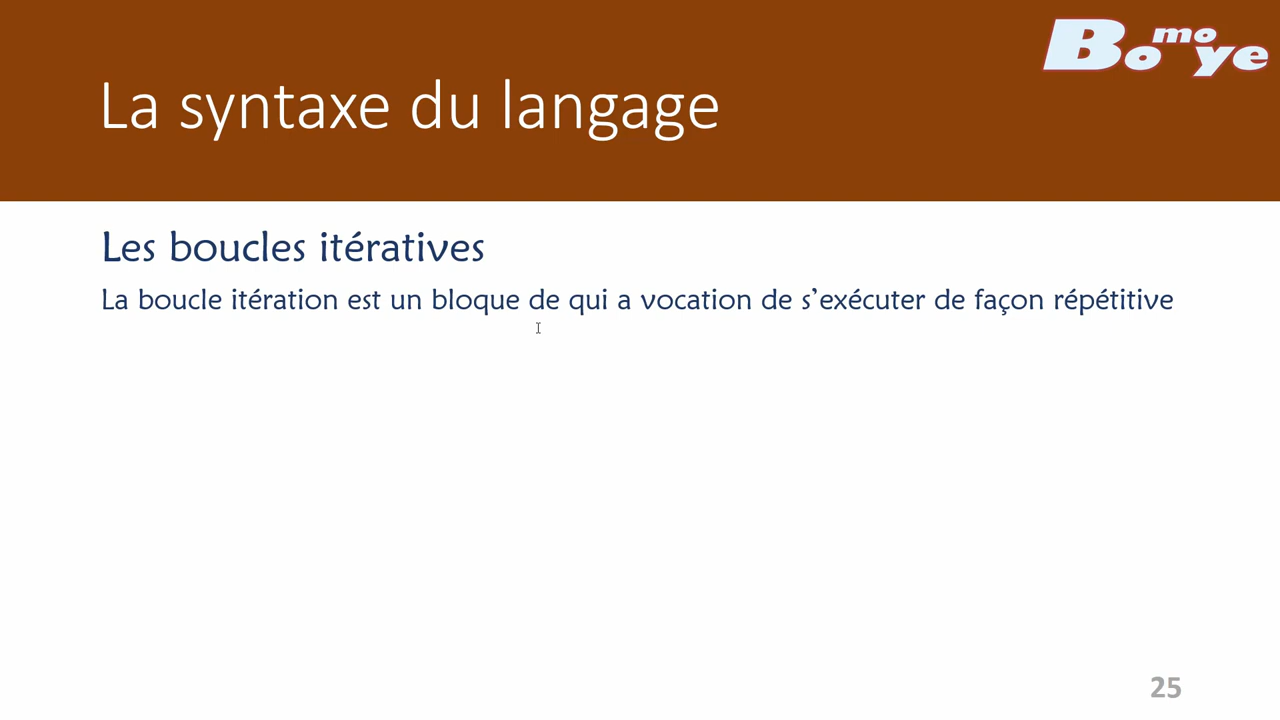 Bomoye
La syntaxe du langage
Les boucles itératives
La boucle itération est un bloque de qui a vocation de s’exécuter de façon répétitive
25